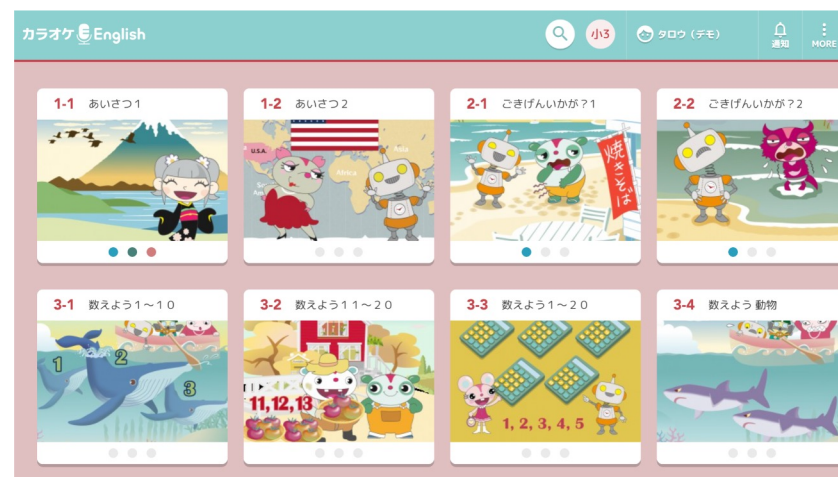 カラオケ English
小3
タロウ（デモ）
通知
MORE
1-1 あいさつ１
1-2 あいさつ２
2-1 ごきげんいかが？1
2-2 ごきげんいかが？２
U.S.A.
Africa
Asia
焼きそば
3-1 数えよう１～１０
3-2 数えよう１１～２０
3-3 数えよう１～２０
3-4 数えよう 動物
1
2
3
11, 12, 13
1, 2, 3, 4, 5